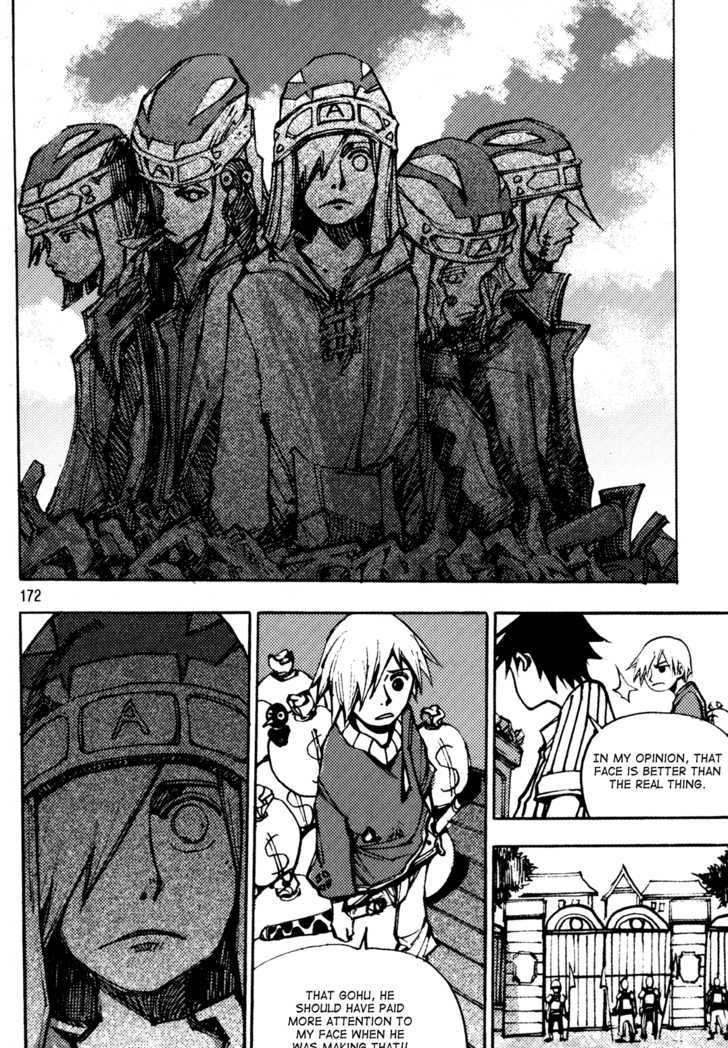 A
A
A
172
A
IN MY OPINION, THAT
FACE IS BETTER THAN
THE REAL THING.
$
$
$
$
THAT GOHU, HE
SHOULD HAVE PAID
MORE ATTENTION TO
MY FACE WHEN HE
WAS MAKING THAT!!